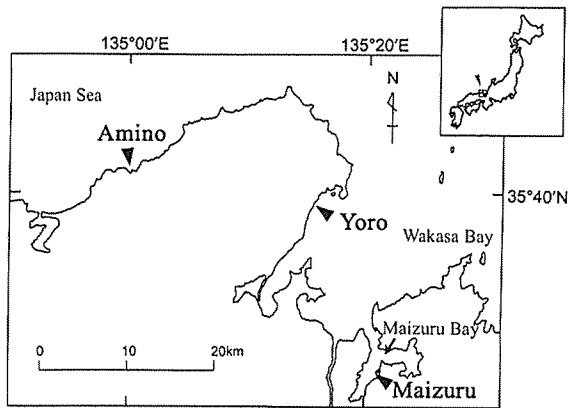 135°00'E
135°20'E
Japan Sea
N
Amino
35°40'N
Yoro
Wakasa Bay
Maizuru Bay
0 10 20km
Maizuru